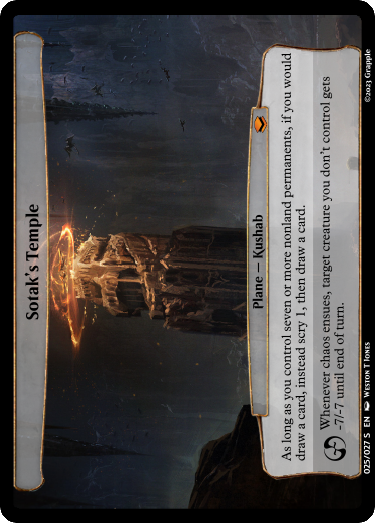 Sotak's Temple
Plane — Kushab
As long as you control seven or more nonland permanents, if you would
draw a card, instead scry 1, then draw a card.
Whenever chaos ensues, target creature you don't control gets
-7/-7 until end of turn.
025/027 S EN Weston T Jones
©2023 Grapple